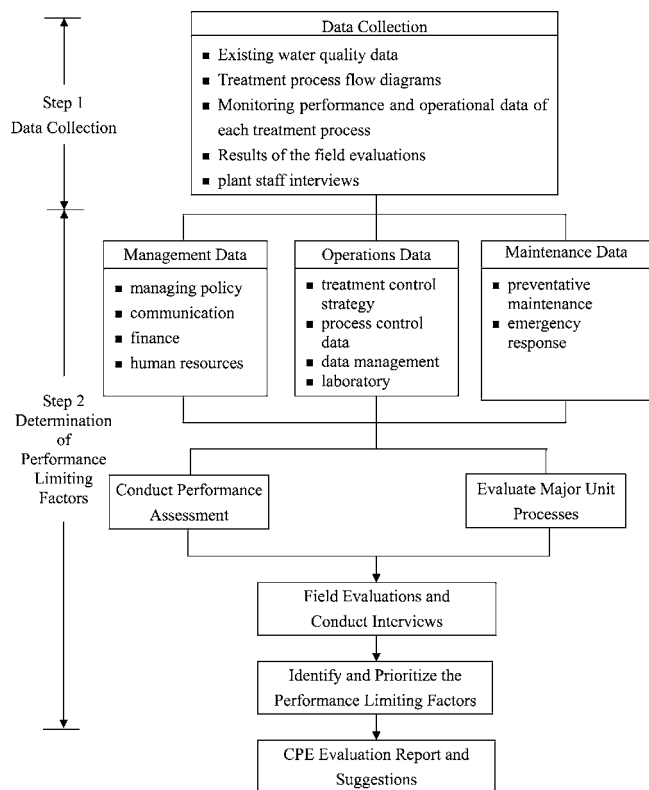 Data Collection
■ Existing water quality data
■ Treatment process flow diagrams
■ Monitoring performance and operational data of
each treatment process
■ Results of the field evaluations
■ plant staff interviews
Step 1
Data Collection
Management Data
■ managing policy
■ communication
■ finance
■ human resources
Operations Data
■ treatment control
strategy
■ process control
data
■ data management
■ laboratory
Maintenance Data
■ preventative
maintenance
■ emergency
response
Step 2
Determination
of
Performance
Limiting
Factors
Conduct Performance
Assessment
Evaluate Major Unit
Processes
Field Evaluations and
Conduct Interviews
Identify and Prioritize the
Performance Limiting Factors
CPE Evaluation Report and
Suggestions